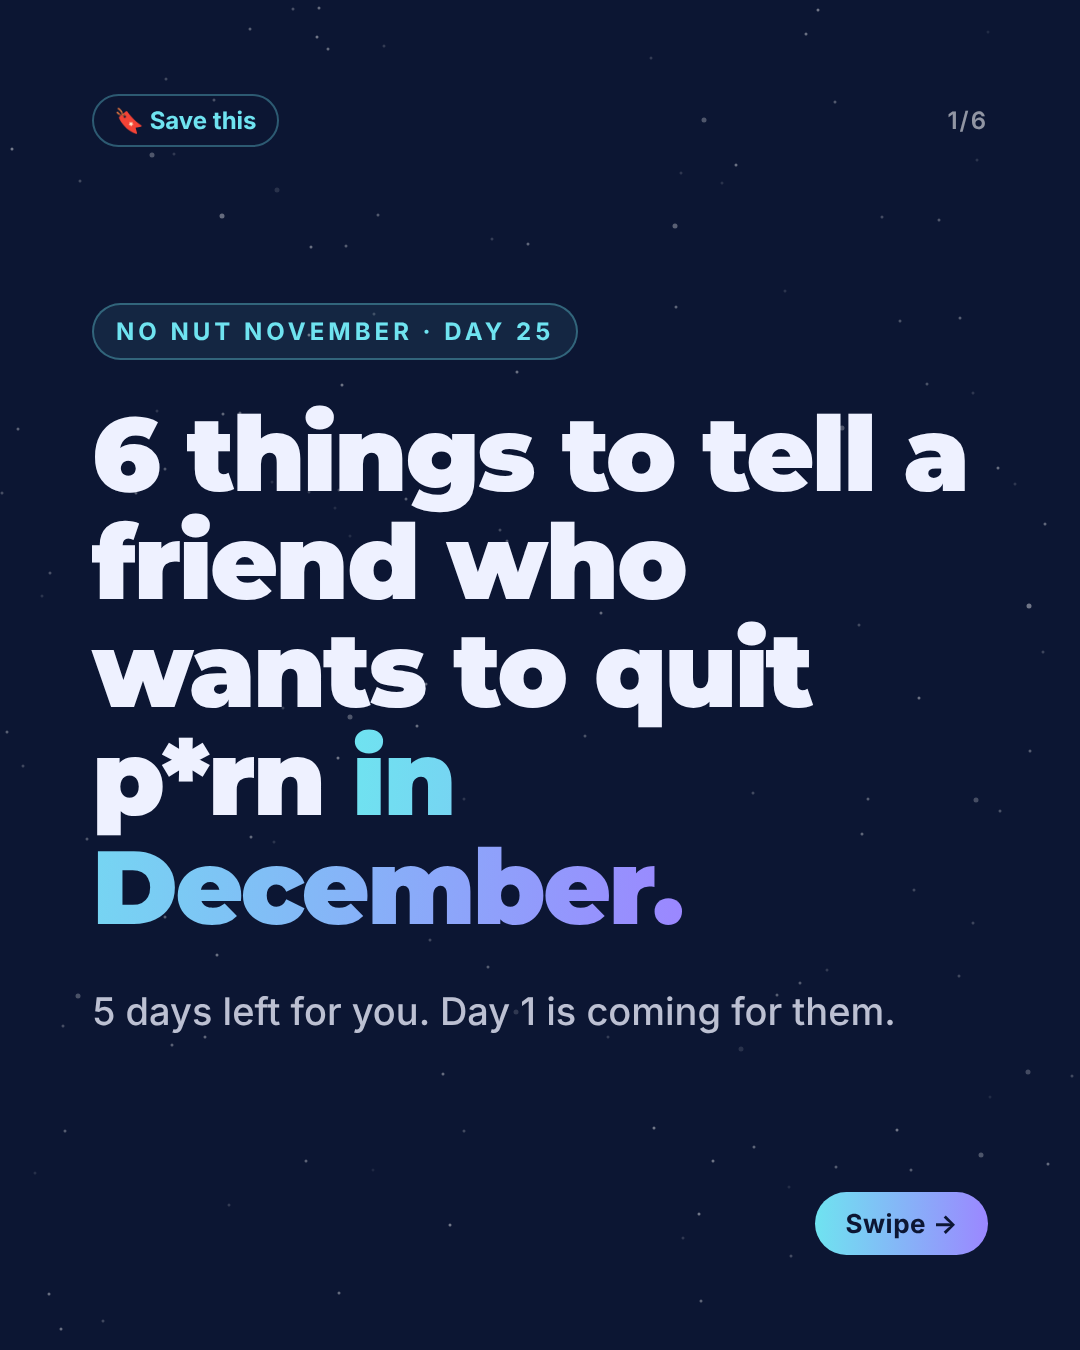 🔖 Save this
1/6
NO NUT NOVEMBER · DAY 25
6 things to tell a
friend who
wants to quit
p*rn in
December.
5 days left for you. Day 1 is coming for them.
Swipe →